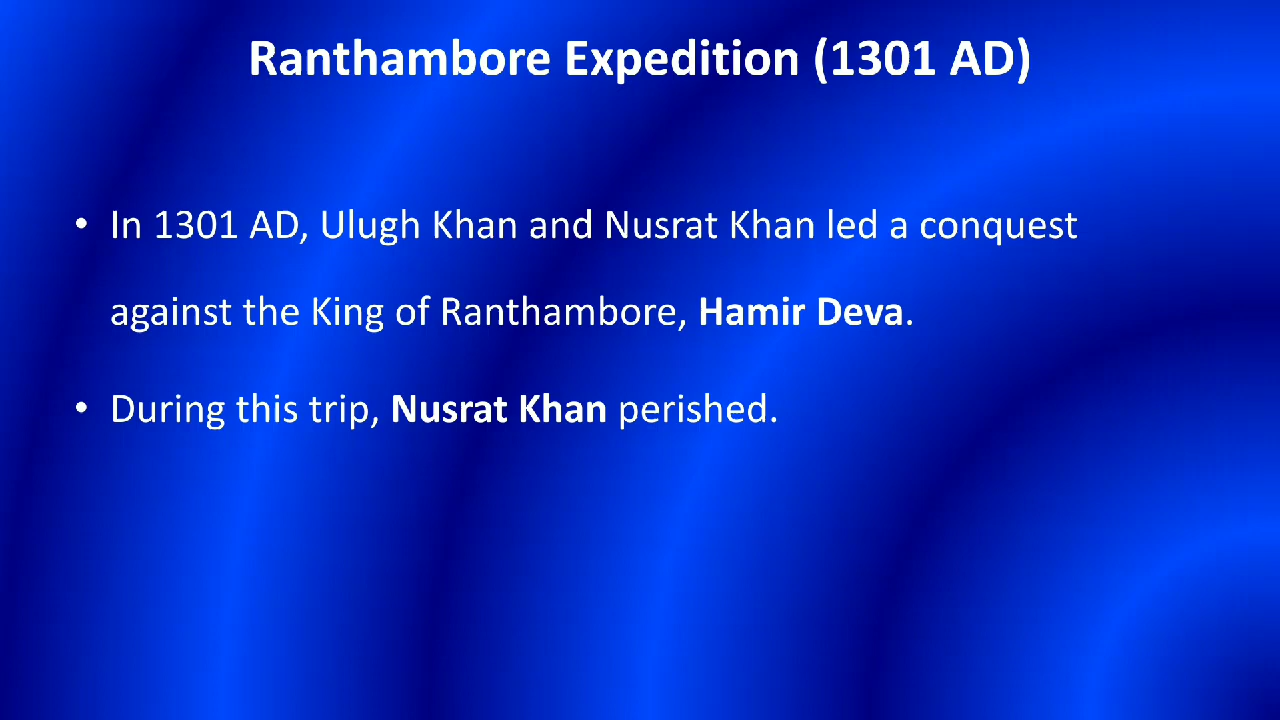 Ranthambore Expedition (1301 AD)
• In 1301 AD, Ulugh Khan and Nusrat Khan led a conquest
against the King of Ranthambore, Hamir Deva.
• During this trip, Nusrat Khan perished.